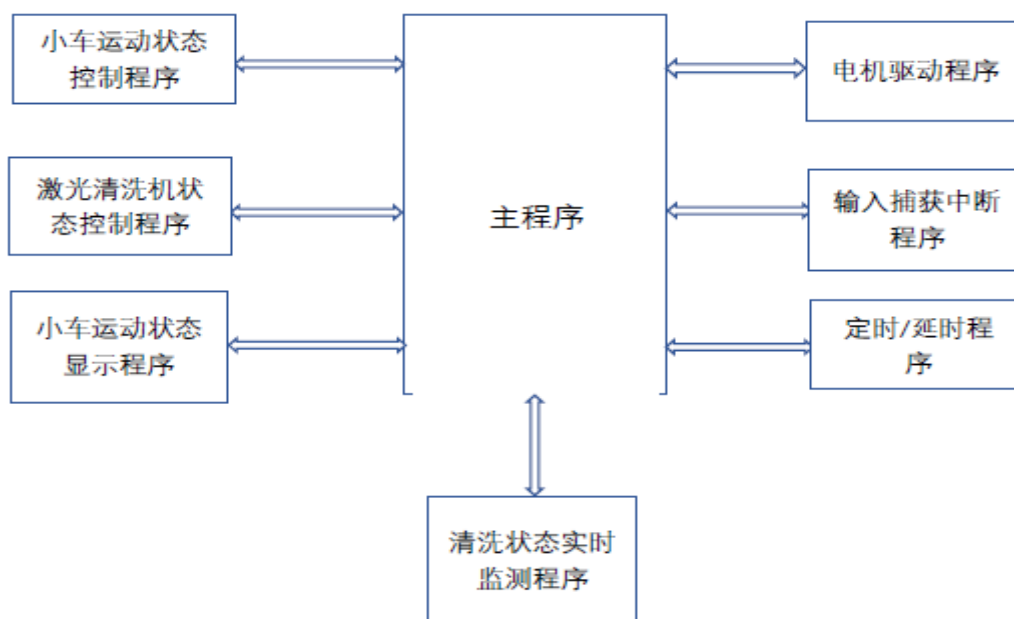 小车运动状态
控制程序
激光清洗机状
态控制程序
小车运动状态
显示程序
主程序
电机驱动程序
输入捕获中断
程序
定时/延时程
序
清洗状态实时
监测程序